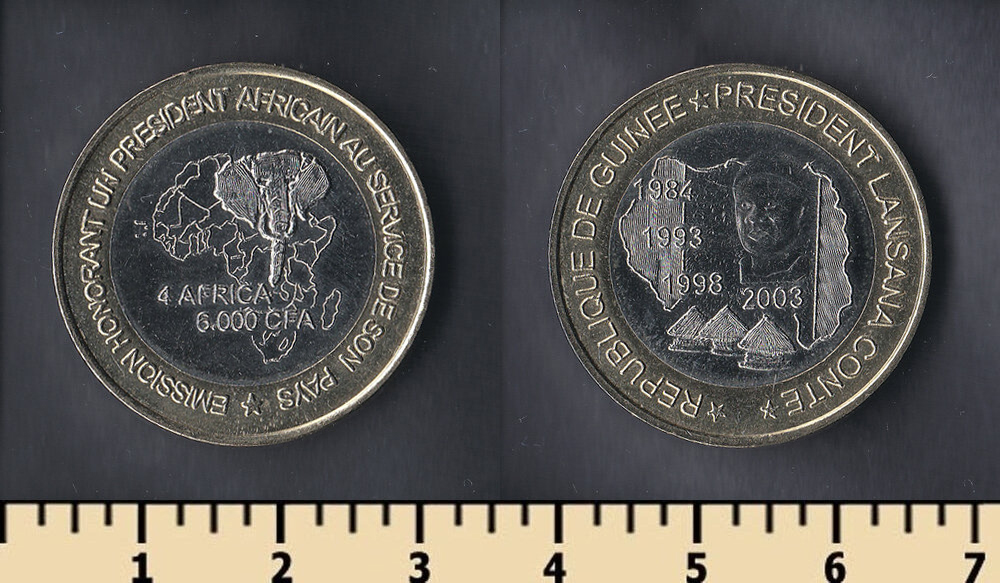 EMISSION HONORANT UN PRESIDENT AFRICAIN AU SERVICE DE SON PAYS
4 AFRICA
6.000 CFA
REPUBLIQUE DE GUINEE ☆ PRESIDENT LANSANA CONTE
1984
1993
1998
2003
1 2 3 4 5 6 7